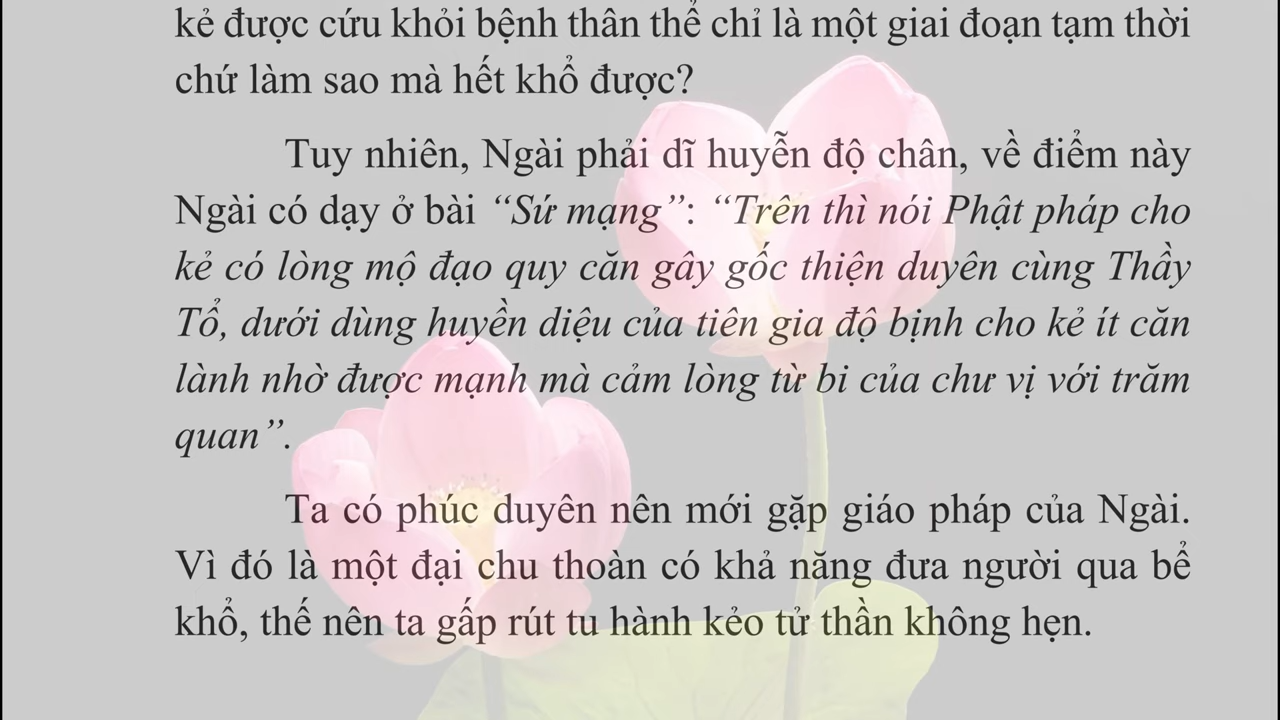 kẻ được cứu khỏi bệnh thân thể chỉ là một giai đoạn tạm thời
chứ làm sao mà hết khổ được?
Tuy nhiên, Ngài phải dĩ huyễn độ chân, về điểm này
Ngài có dạy ở bài “Sứ mạng”: “Trên thì nói Phật pháp cho
kẻ có lòng mộ đạo quy căn gây gốc thiện duyên cùng Thầy
Tổ, dưới dùng huyền diệu của tiên gia độ bịnh cho kẻ ít căn
lành nhờ được mạnh mà cảm lòng từ bi của chư vị với trăm
quan”.
Ta có phúc duyên nên mới gặp giáo pháp của Ngài.
Vì đó là một đại chu thoàn có khả năng đưa người qua bể
khổ, thế nên ta gấp rút tu hành kẻo tử thần không hẹn.